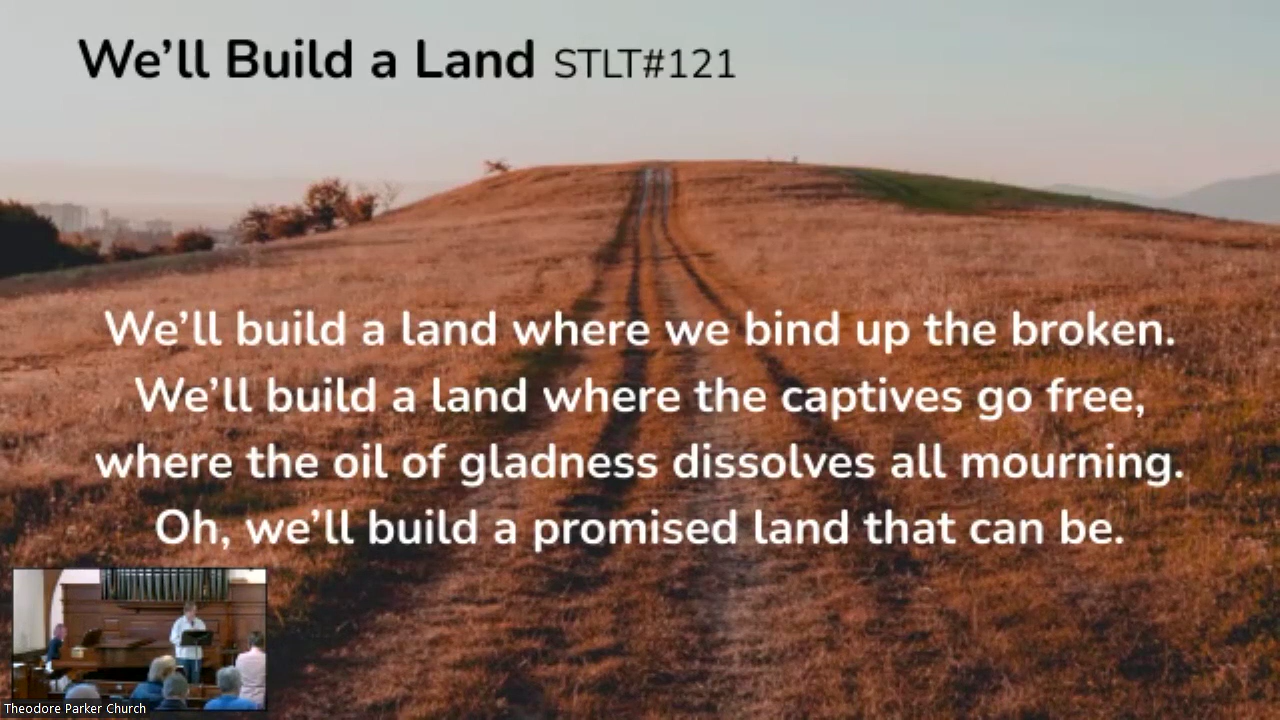 We’ll Build a Land STLT#121
We’ll build a land where we bind up the broken.
We’ll build a land where the captives go free,
where the oil of gladness dissolves all mourning.
Oh, we’ll build a promised land that can be.
Theodore Parker Church